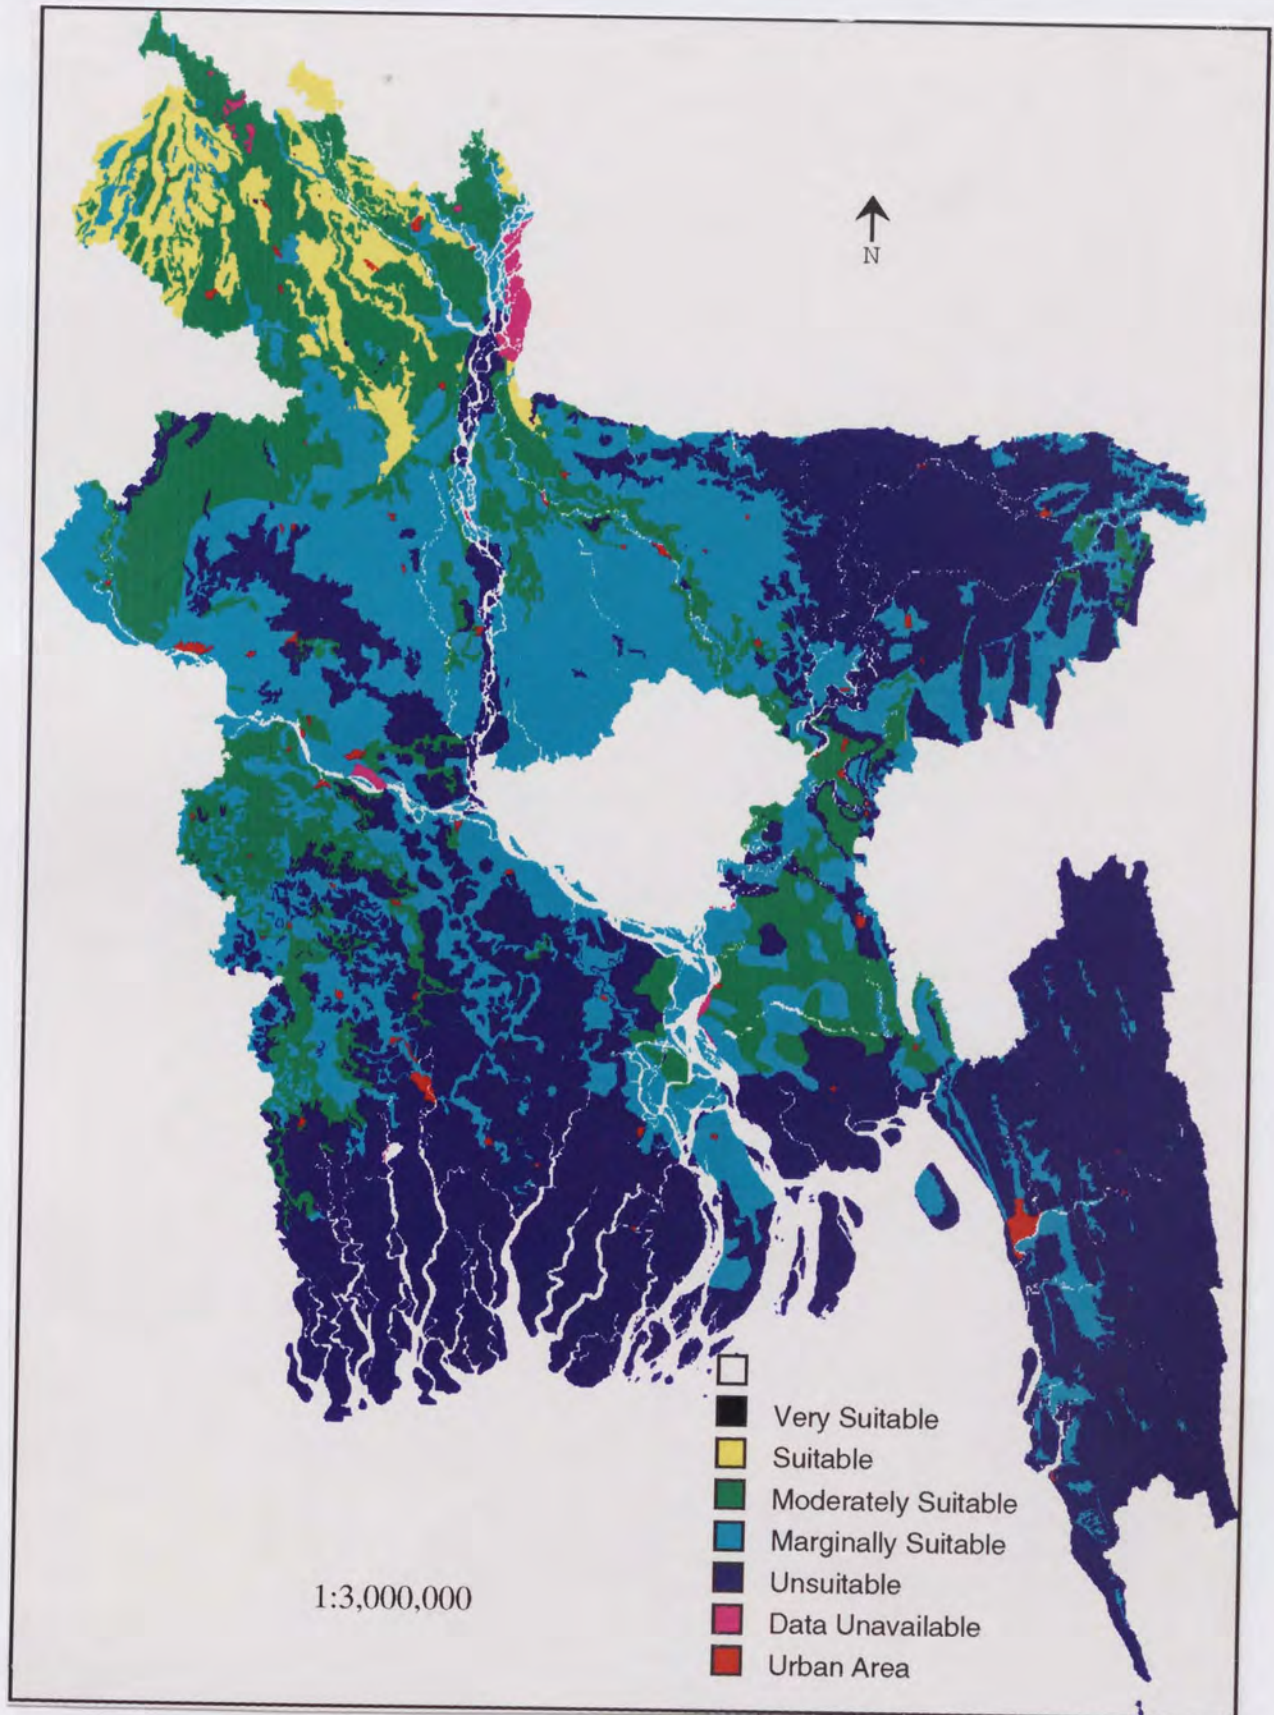 N
Very Suitable
Suitable
Moderately Suitable
Marginally Suitable
Unsuitable
1:3,000,000
Data Unavailable
Urban Area